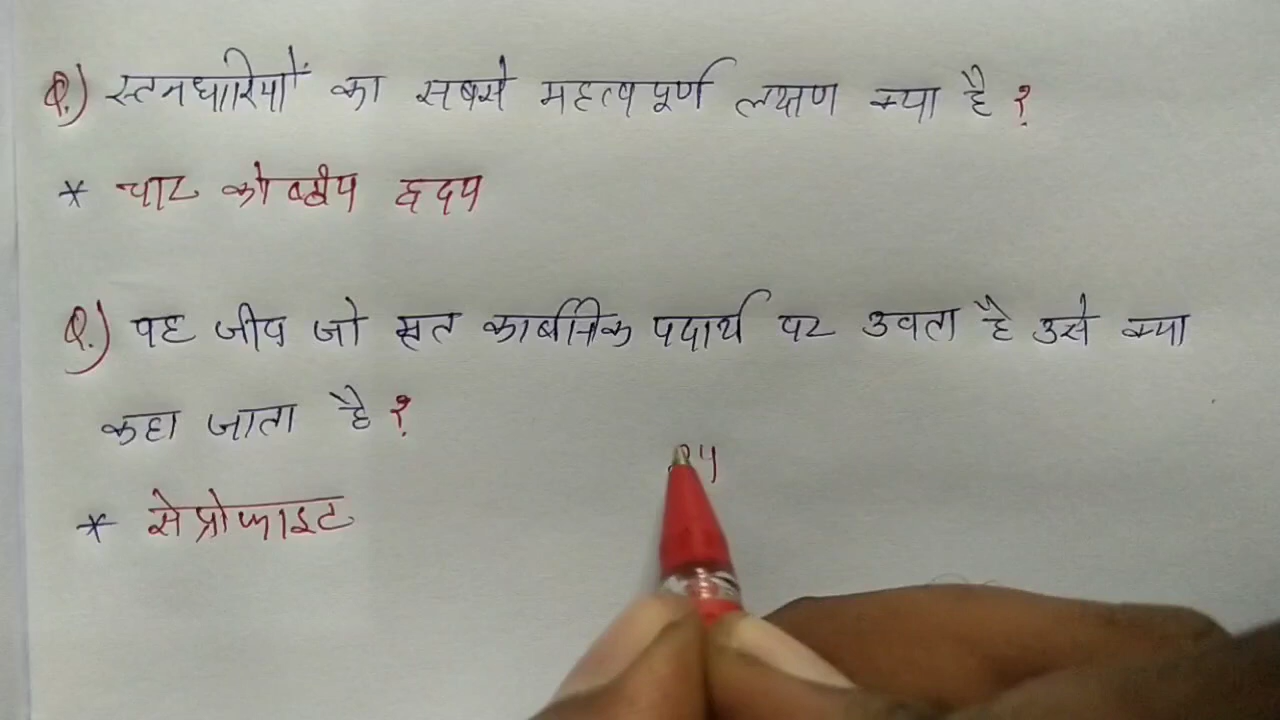 Q.) स्तनधारियों का सबसे महत्वपूर्ण लक्षण क्या है ?
* चार कोष्ठीय हृदय
Q.) वह जीव जो मृत कार्बनिक पदार्थ पर उगता है उसे क्या
कहा जाता है ?
* सेप्रोफाइट